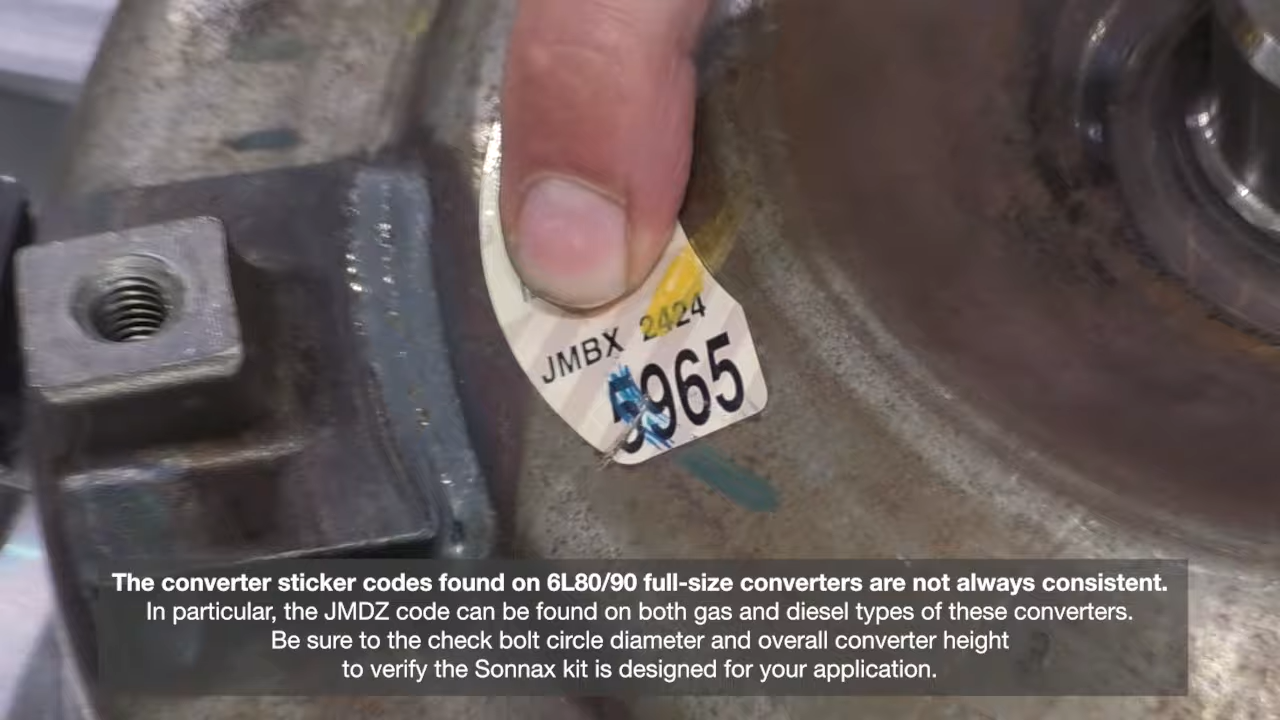 JMBX 2424
5965
The converter sticker codes found on 6L80/90 full-size converters are not always consistent.
In particular, the JMDZ code can be found on both gas and diesel types of these converters.
Be sure to the check bolt circle diameter and overall converter height
to verify the Sonnax kit is designed for your application.